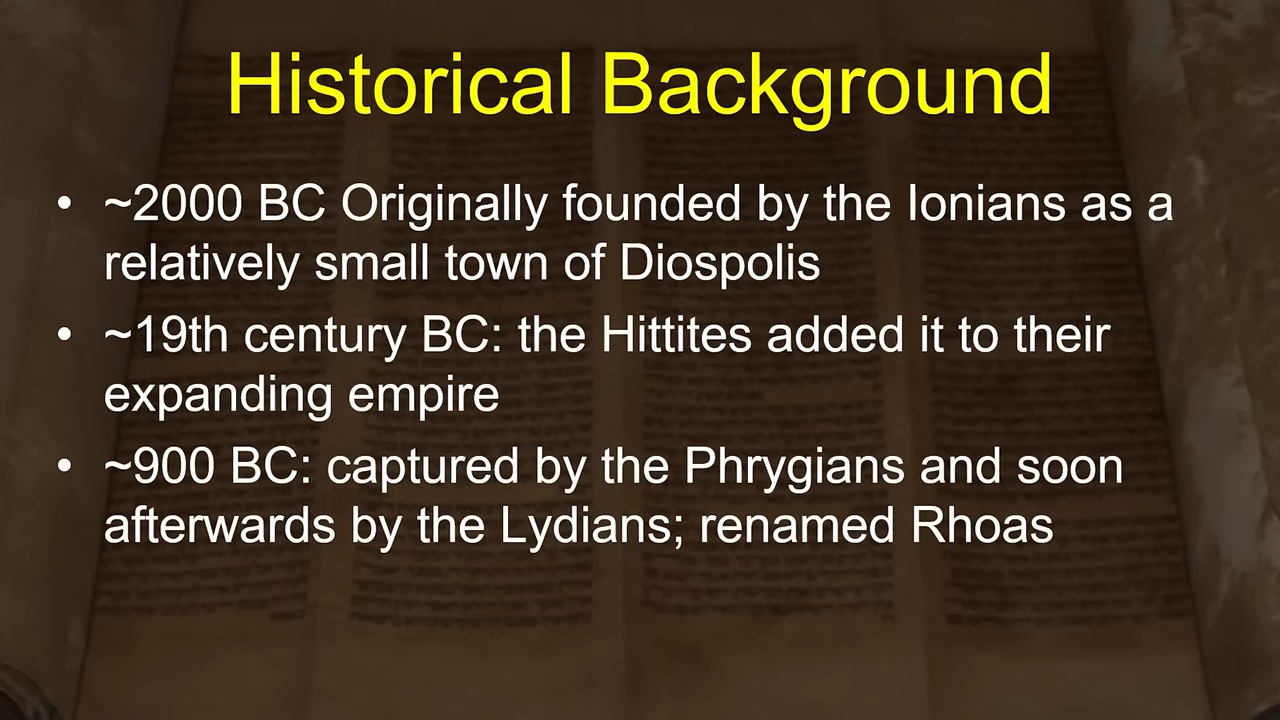 Historical Background
• ~2000 BC Originally founded by the Ionians as a
relatively small town of Diospolis
• ~19th century BC: the Hittites added it to their
expanding empire
• ~900 BC: captured by the Phrygians and soon
afterwards by the Lydians; renamed Rhoas